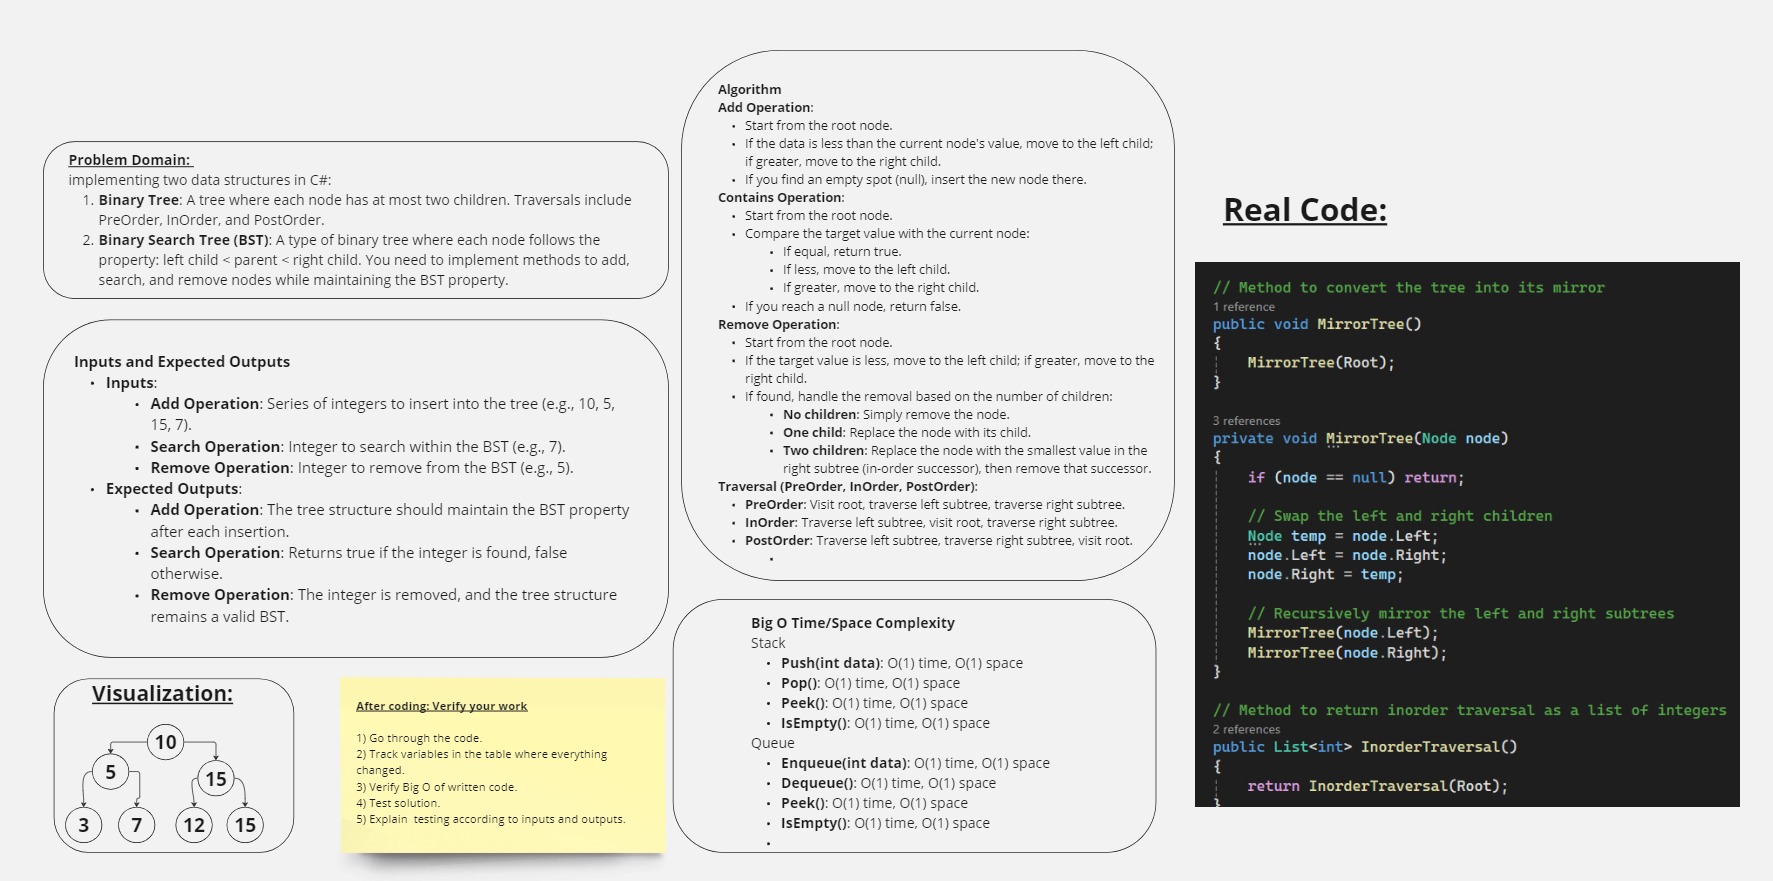 Problem Domain:
implementing two data structures in C#:
1. Binary Tree: A tree where each node has at most two children. Traversals include
PreOrder, InOrder, and PostOrder.
2. Binary Search Tree (BST): A type of binary tree where each node follows the
property: left child < parent < right child. You need to implement methods to add,
search, and remove nodes while maintaining the BST property.
Inputs and Expected Outputs
• Inputs:
• Add Operation: Series of integers to insert into the tree (e.g., 10, 5,
15, 7).
• Search Operation: Integer to search within the BST (e.g., 7).
• Remove Operation: Integer to remove from the BST (e.g., 5).
• Expected Outputs:
• Add Operation: The tree structure should maintain the BST property
after each insertion.
• Search Operation: Returns true if the integer is found, false
otherwise.
• Remove Operation: The integer is removed, and the tree structure
remains a valid BST.
Visualization:
10
5
15
3
7
12
15
After coding: Verify your work
1) Go through the code.
2) Track variables in the table where everything
changed.
3) Verify Big O of written code.
4) Test solution.
5) Explain  testing according to inputs and outputs.
Algorithm
Add Operation:
• Start from the root node.
• If the data is less than the current node's value, move to the left child;
if greater, move to the right child.
• If you find an empty spot (null), insert the new node there.
Contains Operation:
• Start from the root node.
• Compare the target value with the current node:
• If equal, return true.
• If less, move to the left child.
• If greater, move to the right child.
• If you reach a null node, return false.
Remove Operation:
• Start from the root node.
• If the target value is less, move to the left child; if greater, move to the
right child.
• If found, handle the removal based on the number of children:
• No children: Simply remove the node.
• One child: Replace the node with its child.
• Two children: Replace the node with the smallest value in the
right subtree (in-order successor), then remove that successor.
Traversal (PreOrder, InOrder, PostOrder):
• PreOrder: Visit root, traverse left subtree, traverse right subtree.
• InOrder: Traverse left subtree, visit root, traverse right subtree.
• PostOrder: Traverse left subtree, traverse right subtree, visit root.
•
Big O Time/Space Complexity
Stack
• Push(int data): O(1) time, O(1) space
• Pop(): O(1) time, O(1) space
• Peek(): O(1) time, O(1) space
• IsEmpty(): O(1) time, O(1) space
Queue
• Enqueue(int data): O(1) time, O(1) space
• Dequeue(): O(1) time, O(1) space
• Peek(): O(1) time, O(1) space
• IsEmpty(): O(1) time, O(1) space
•
Real Code:
// Method to convert the tree into its mirror
1 reference
public void MirrorTree()
{
MirrorTree(Root);
}
3 references
private void MirrorTree(Node node)
{
if (node == null) return;
// Swap the left and right children
Node temp = node.Left;
node.Left = node.Right;
node.Right = temp;
// Recursively mirror the left and right subtrees
MirrorTree(node.Left);
MirrorTree(node.Right);
}
// Method to return inorder traversal as a list of integers
2 references
public List<int> InorderTraversal()
{
return InorderTraversal(Root);
}